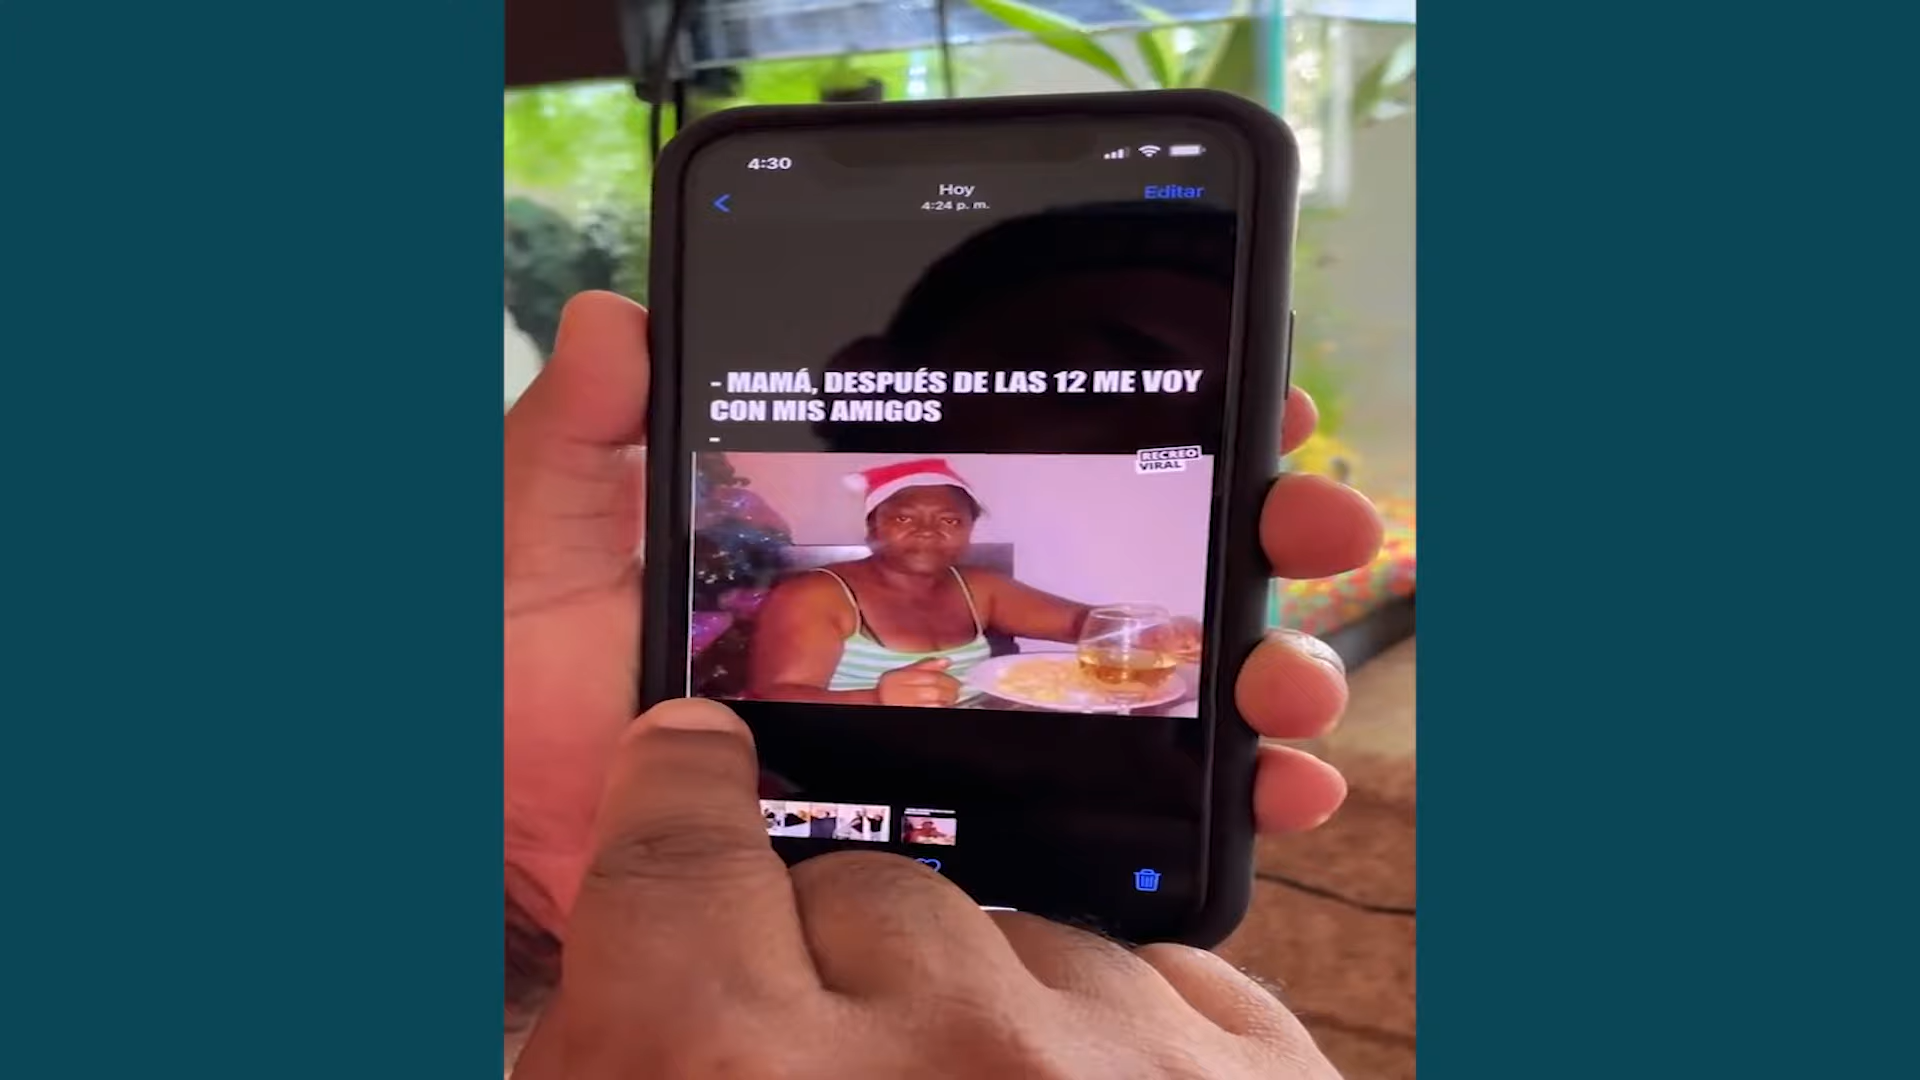 4:30
Hoy
4:24 p. m.
Editar
- MAMÁ, DESPUÉS DE LAS 12 ME VOY
CON MIS AMIGOS
-
RECREO
VIRAL